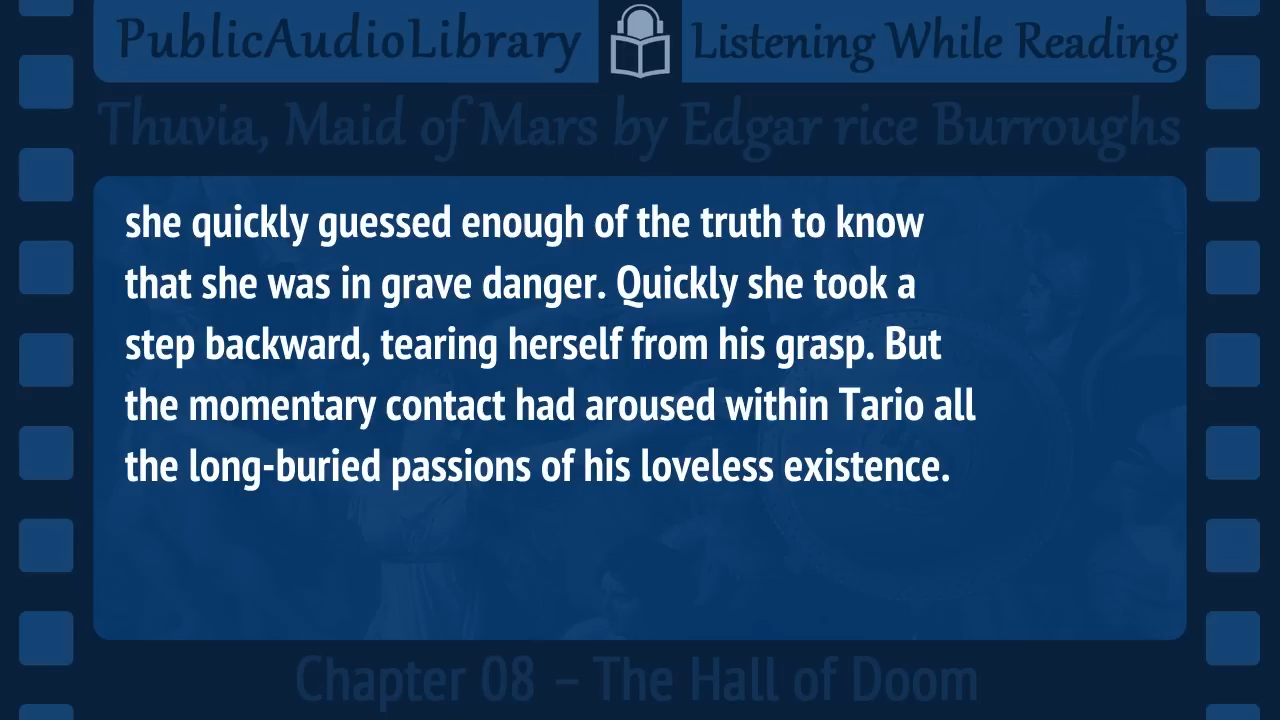 PublicAudioLibrary Listening While Reading
Thuvia, Maid of Mars by Edgar rice Burroughs
she quickly guessed enough of the truth to know
that she was in grave danger. Quickly she took a
step backward, tearing herself from his grasp. But
the momentary contact had aroused within Tario all
the long-buried passions of his loveless existence.
Chapter 08 – The Hall of Doom